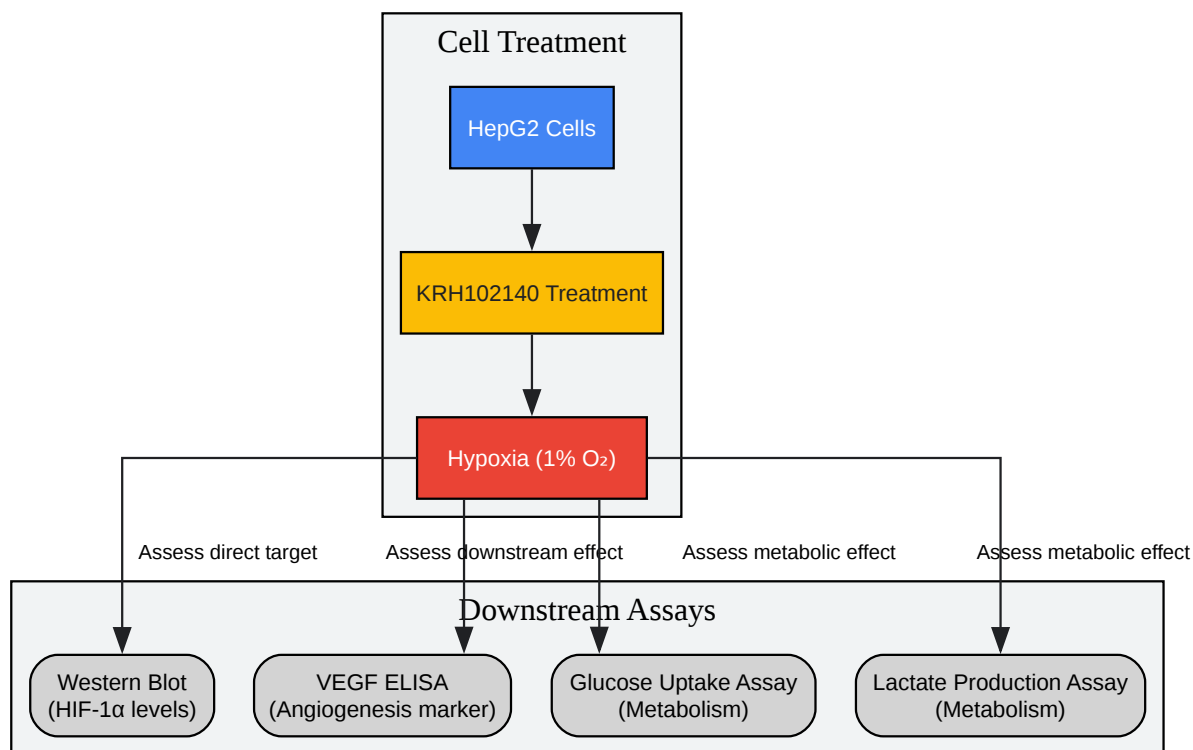 Cell Treatment
HepG2 Cells
KRH102140 Treatment
Hypoxia (1% O₂)
Assess direct target
Assess downstream effect
Assess metabolic effect
Assess metabolic effect
Downstream Assays
Western Blot
(HIF-1α levels)
VEGF ELISA
(Angiogenesis marker)
Glucose Uptake Assay
(Metabolism)
Lactate Production Assay
(Metabolism)